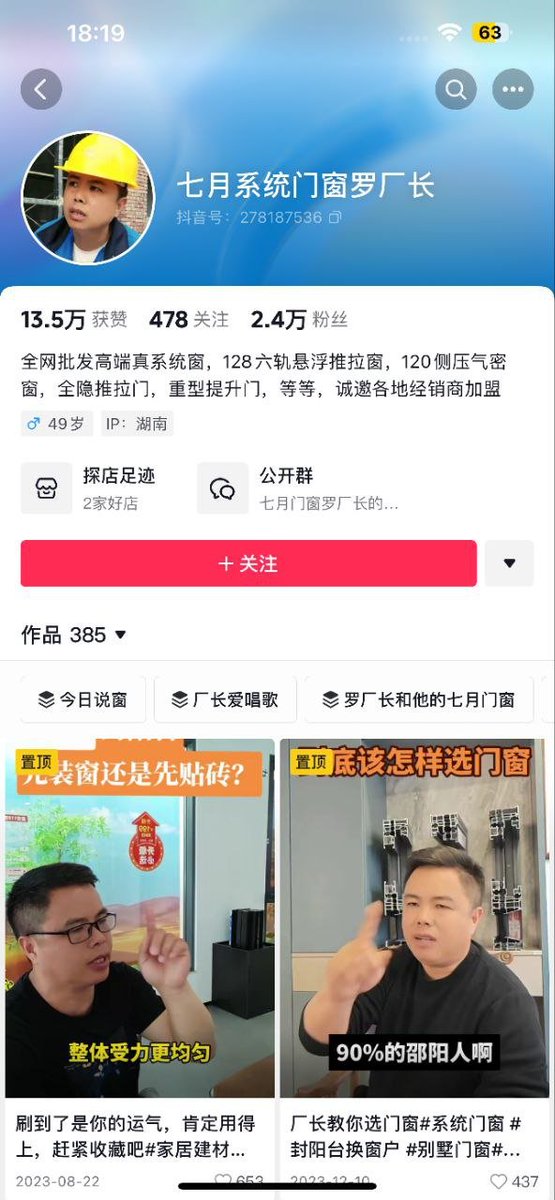 18:19
63
七月系统门窗罗厂长
抖音号：278187536
13.5万 获赞 478 关注 2.4万 粉丝
全网批发高端真系统窗，128六轨悬浮推拉窗，120侧压气密
窗，全隐推拉门，重型提升门，等等，诚邀各地经销商加盟
49岁 IP：湖南
探店足迹
2家好店
公开群
七月门窗罗厂长的...
＋关注
作品 385
今日说窗
厂长爱唱歌
罗厂长和他的七月门窗
置顶
装窗还是先贴砖？
整体受力更均匀
刷到了是你的运气，肯定用得
上，赶紧收藏吧#家居建材...
2023-08-22
653
置顶
底该怎样选门窗
90%的邵阳人啊
厂长教你选门窗#系统门窗 #
封阳台换窗户 #别墅门窗#...
2023-12-10
437